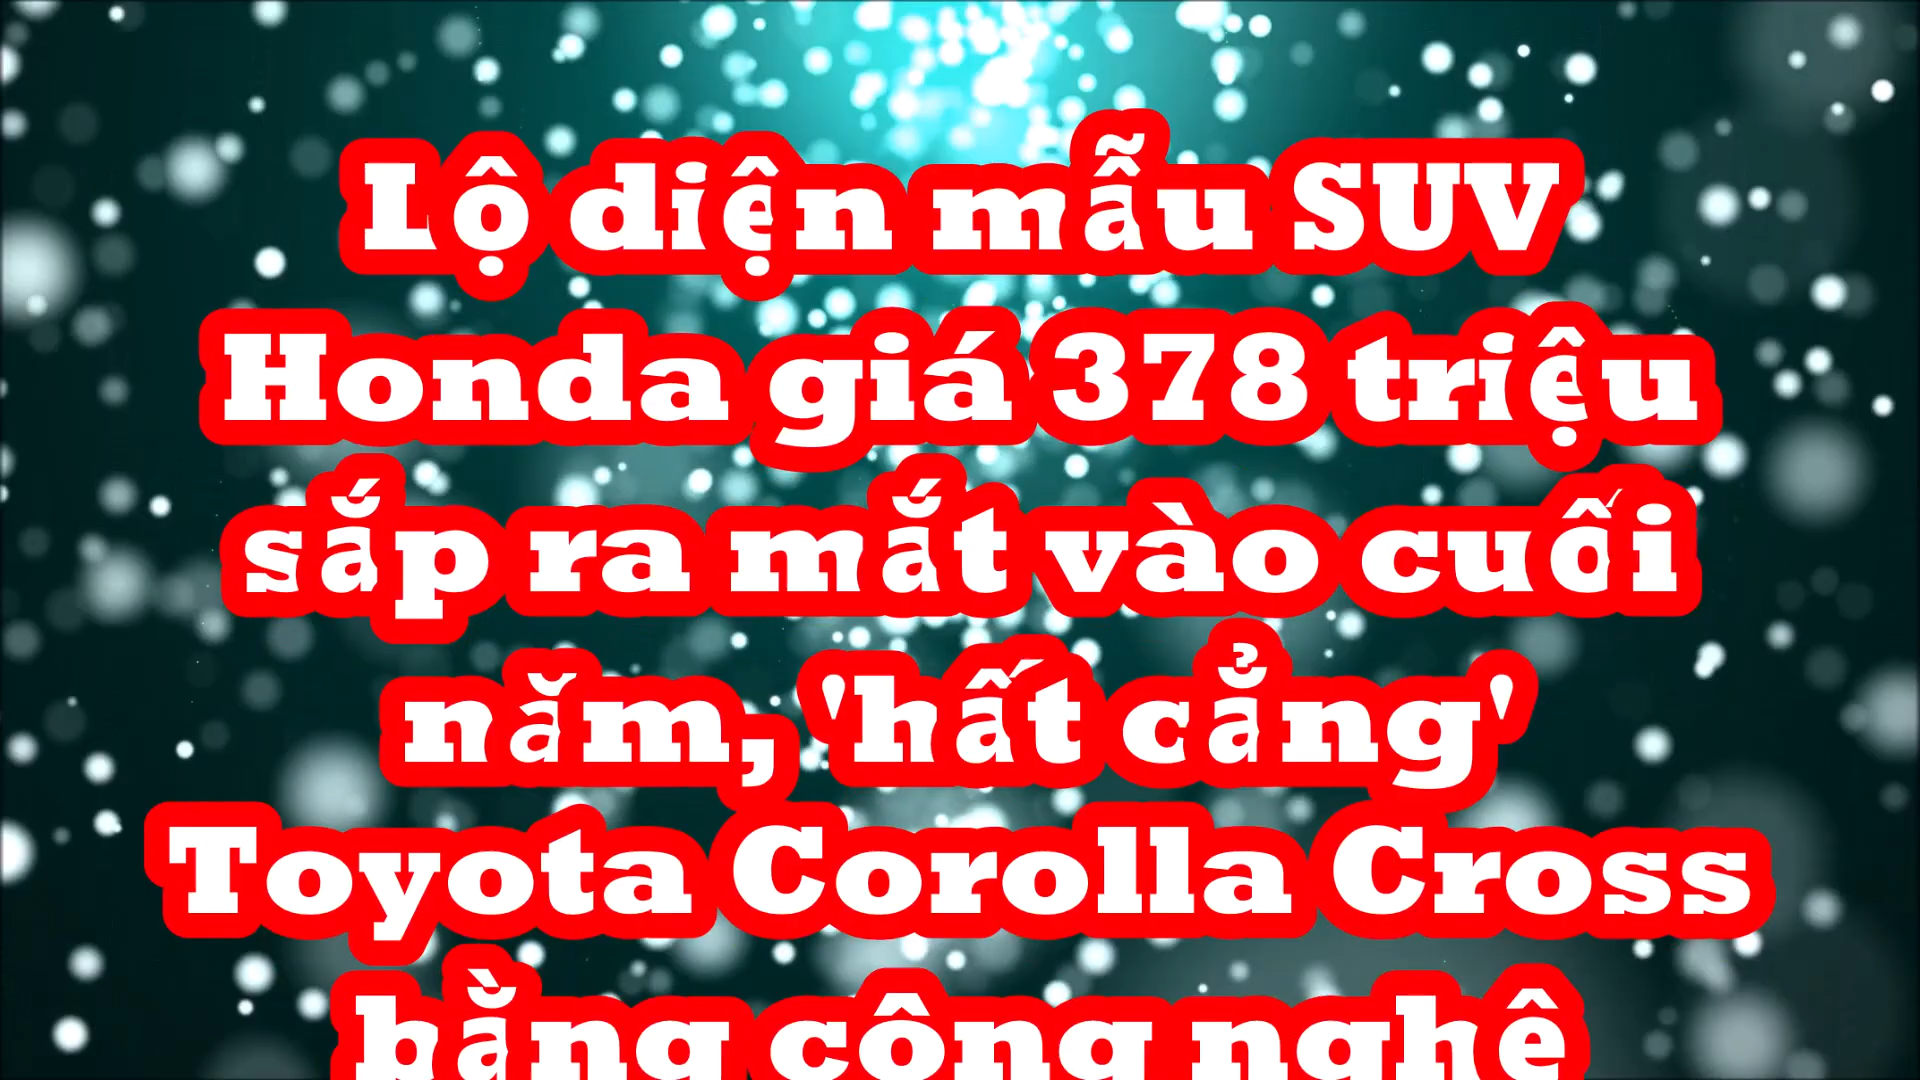 Lộ diện mẫu SUV
Honda giá 378 triệu
sắp ra mắt vào cuối
năm, 'hất cẳng'
Toyota Corolla Cross
bằng công nghệ